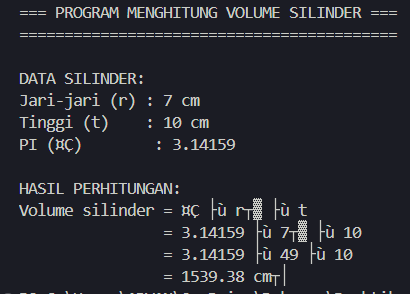 === PROGRAM MENGHITUNG VOLUME SILINDER ===
==========================================
DATA SILINDER:
Jari-jari (r) : 7 cm
Tinggi (t)    : 10 cm
PI (¤Ç)        : 3.14159
HASIL PERHITUNGAN:
Volume silinder = ¤Ç ├ù r┬▓ ├ù t
                = 3.14159 ├ù 7┬▓ ├ù 10
                = 3.14159 ├ù 49 ├ù 10
                = 1539.38 cm┬│